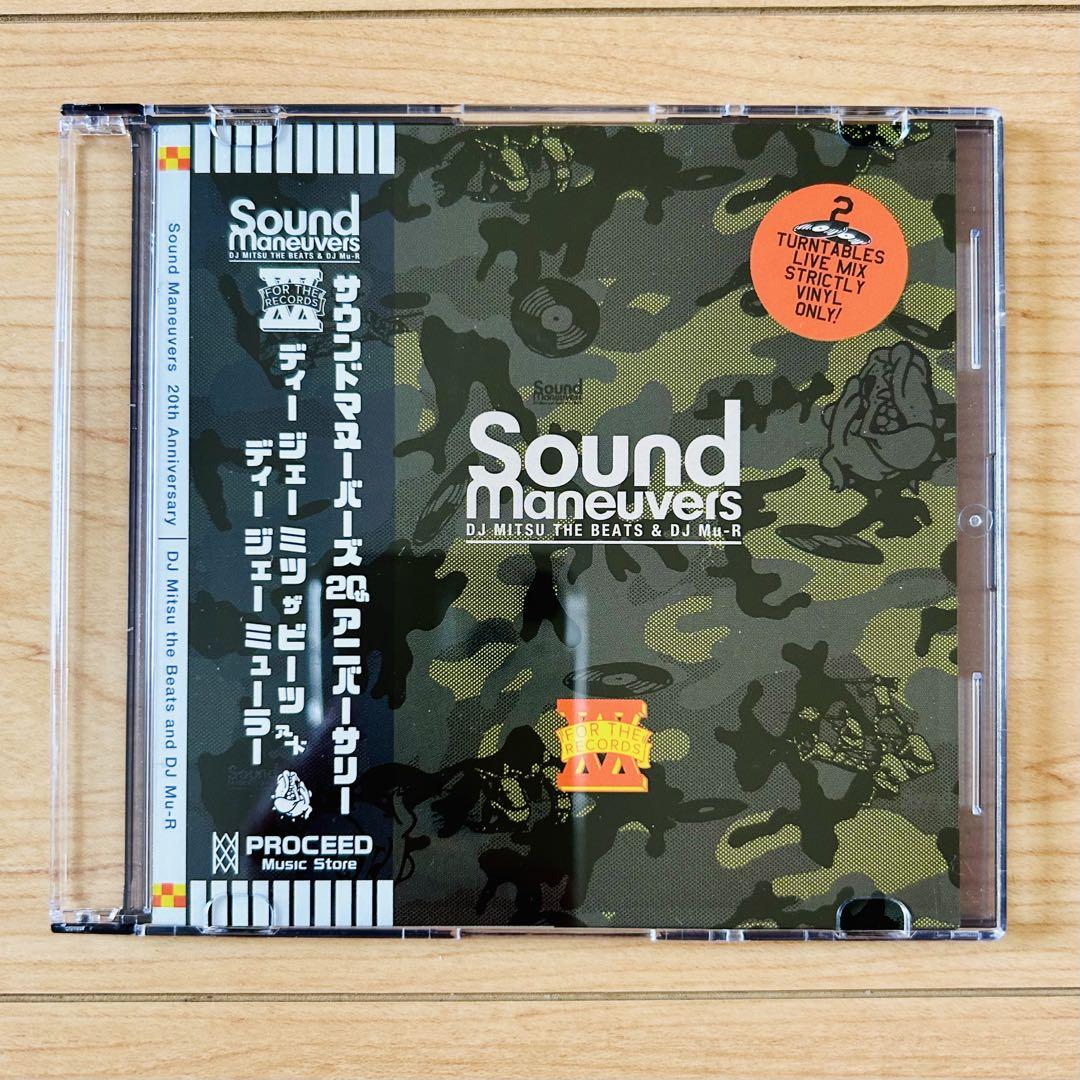 Sound Maneuvers 20th Anniversary | DJ Mitsu the Beats and DJ Mu-R
Sound
Maneuvers
DJ MITSU THE BEATS & DJ Mu-R
FOR THE
RECORDS
サウンドマヌーバーズ 20th アニバーサリー
ディージェーミツ ザ ビーツ アンド
ディージェー ミューラー
PROCEED
Music Store
TURNTABLES
LIVE MIX
STRICTLY
VINYL
ONLY!
Sound
Maneuvers
Sound
Maneuvers
DJ MITSU THE BEATS & DJ Mu-R
FOR THE
RECORDS